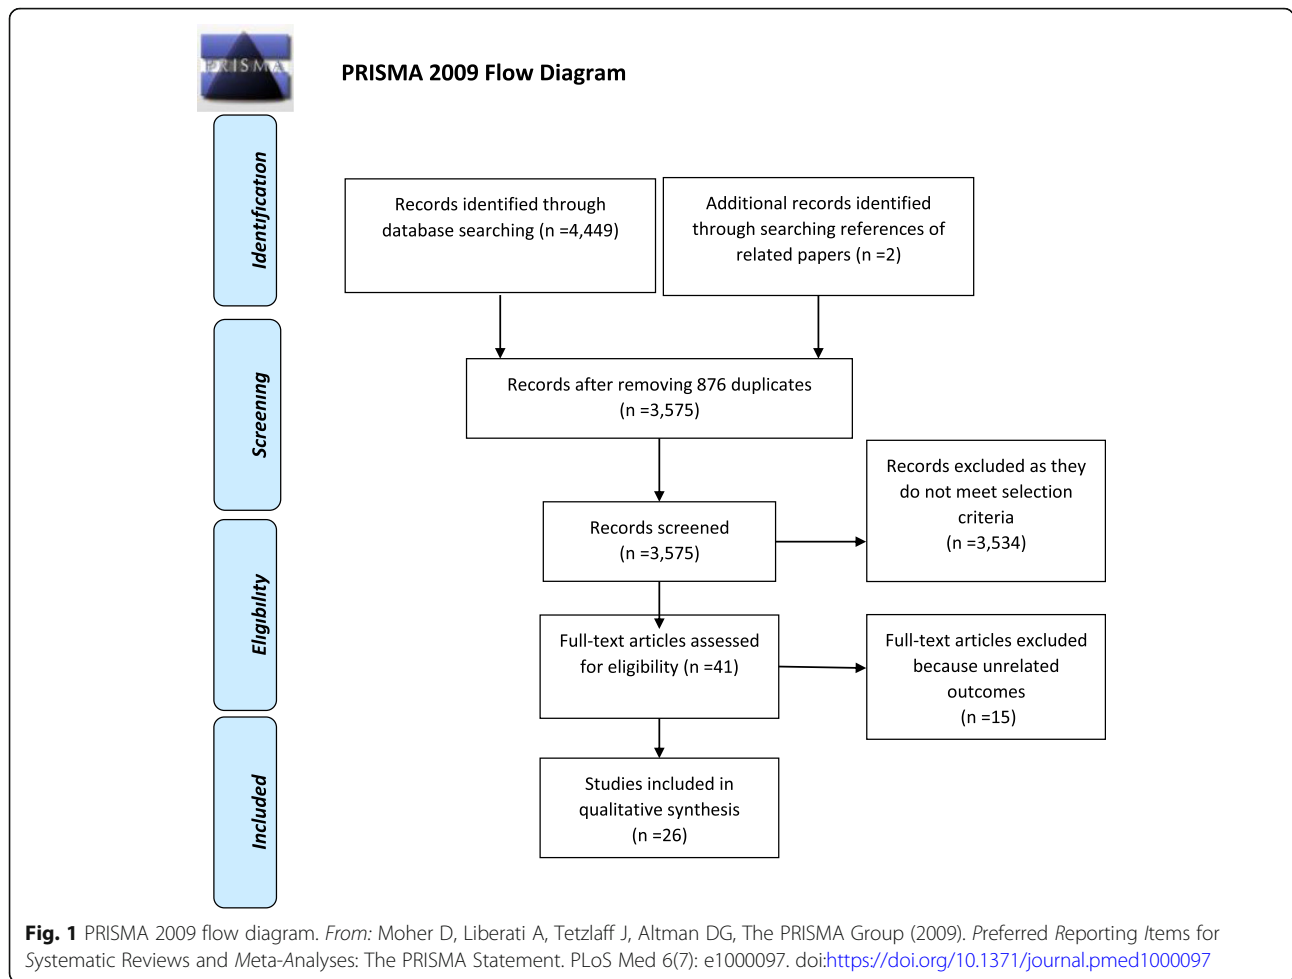 PRISMA
PRISMA 2009 Flow Diagram
Identification
Records identified through
database searching (n =4,449)
Additional records identified
through searching references of
related papers (n =2)
Screening
Records after removing 876 duplicates
(n =3,575)
Records screened
(n =3,575)
Records excluded as they
do not meet selection
criteria
(n =3,534)
Eligibility
Full-text articles assessed
for eligibility (n =41)
Full-text articles excluded
because unrelated
outcomes
(n =15)
Included
Studies included in
qualitative synthesis
(n =26)
Fig. 1 PRISMA 2009 flow diagram. From: Moher D, Liberati A, Tetzlaff J, Altman DG, The PRISMA Group (2009). Preferred Reporting Items for
Systematic Reviews and Meta-Analyses: The PRISMA Statement. PLoS Med 6(7): e1000097. doi:https://doi.org/10.1371/journal.pmed1000097